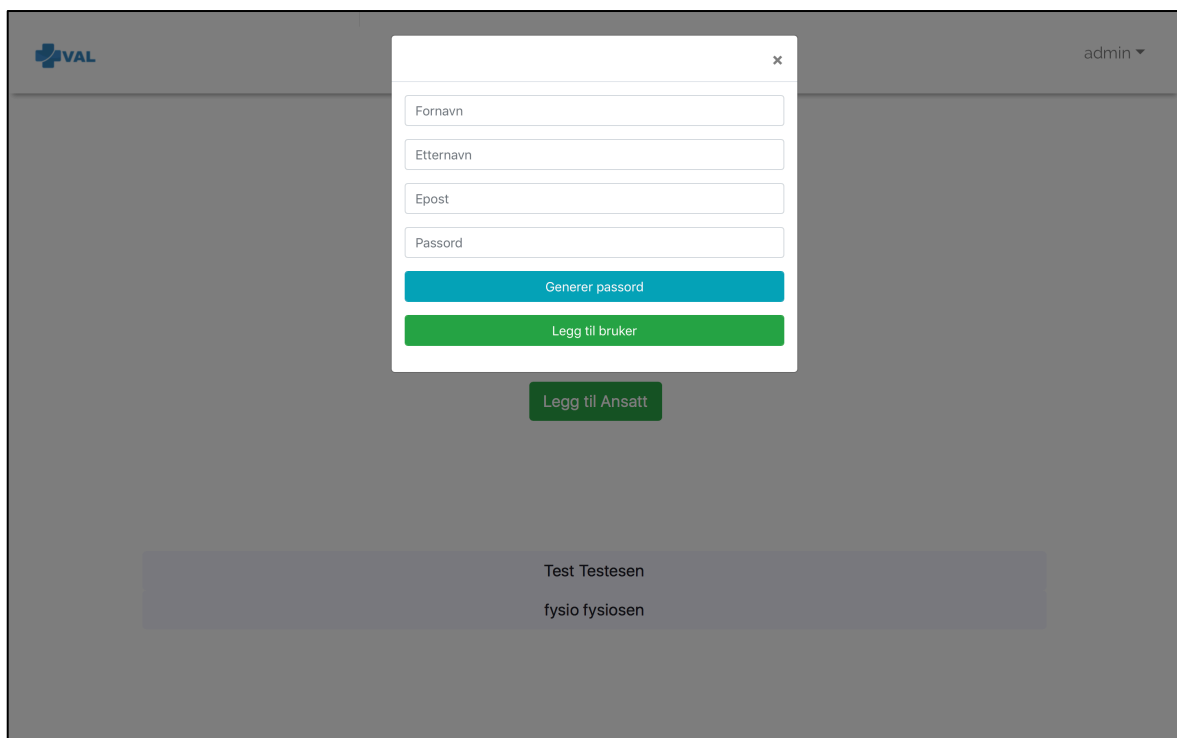 VAL
admin
×
Fornavn
Etternavn
Epost
Passord
Generer passord
Legg til bruker
Legg til Ansatt
Test Testesen
fysio fysiosen